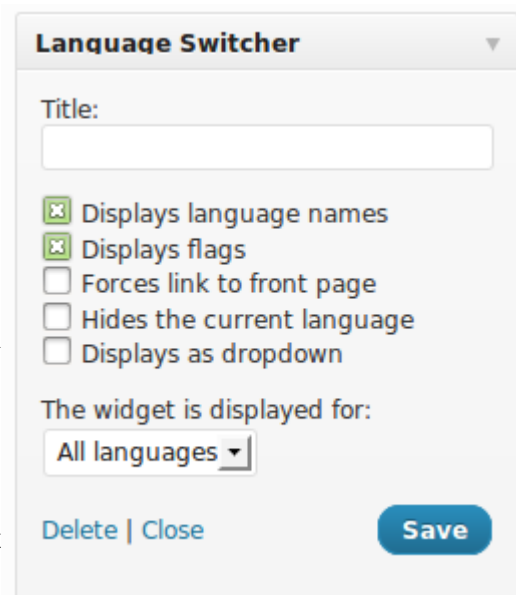 Language Switcher
Title:
Displays language names
Displays flags
Forces link to front page
Hides the current language
Displays as dropdown
The widget is displayed for:
All languages
Delete | Close
Save